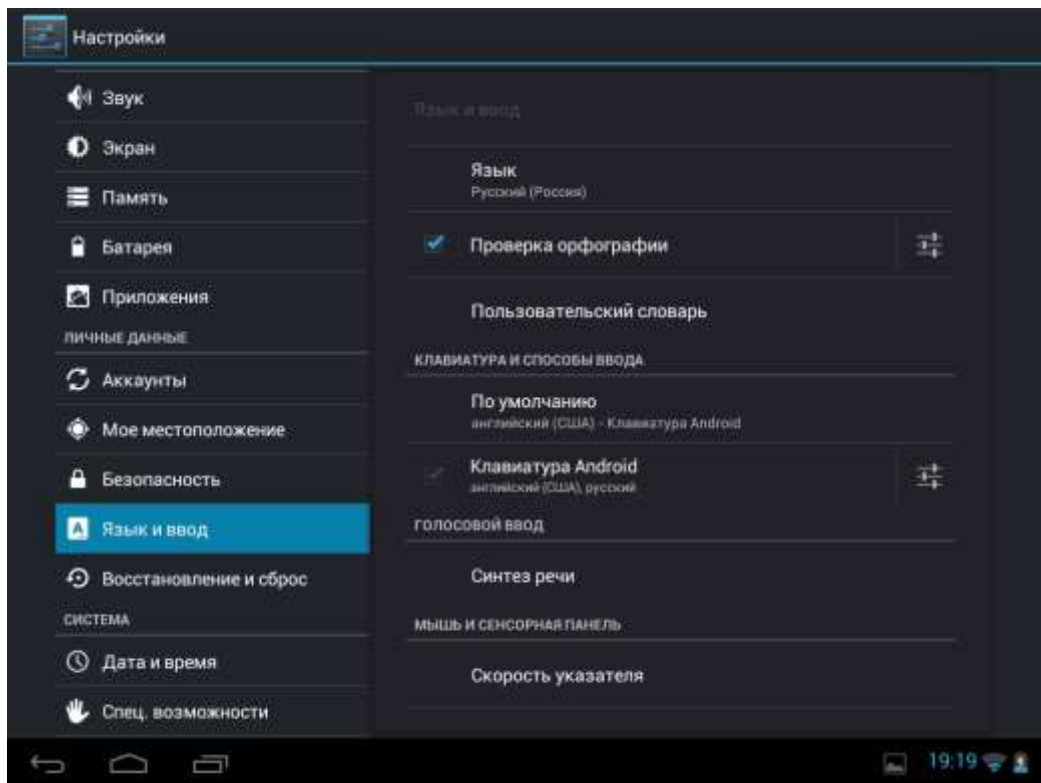 Настройки
Звук
Экран
Память
Батарея
Приложения
ЛИЧНЫЕ ДАННЫЕ
Аккаунты
Мое местоположение
Безопасность
Язык и ввод
Восстановление и сброс
СИСТЕМА
Дата и время
Спец. возможности
Язык и ввод
Язык
Русский (Россия)
Проверка орфографии
Пользовательский словарь
КЛАВИАТУРА И СПОСОБЫ ВВОДА
По умолчанию
английский (США) - Клавиатура Android
Клавиатура Android
английский (США), русский
ГОЛОСОВОЙ ВВОД
Синтез речи
МЫШЬ И СЕНСОРНАЯ ПАНЕЛЬ
Скорость указателя
19:19